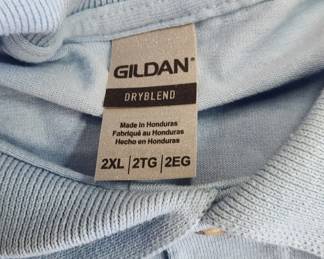 GILDAN®
DRYBLEND
Made in Honduras
Fabriqué au Honduras
Hecho en Honduras
2XL | 2TG | 2EG